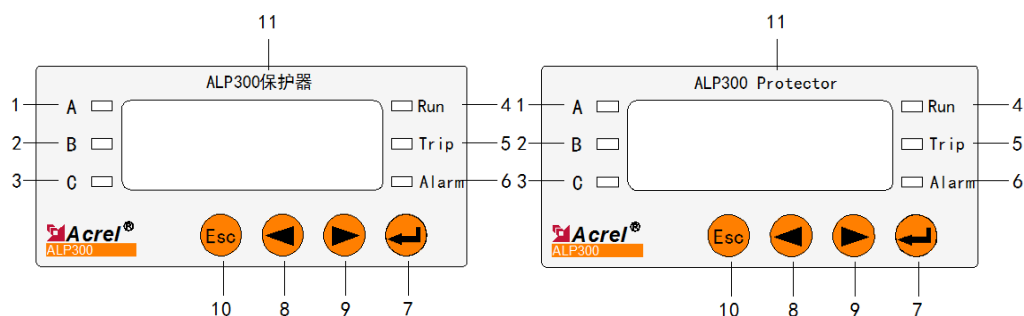 11
ALP300保护器
1 A Run 4
2 B Trip 5
3 C Alarm 6
Acrel®
ALP300
Esc
10 8 9 7
11
ALP300 Protector
1 A Run 4
2 B Trip 5
3 C Alarm 6
Acrel®
ALP300
Esc
10 8 9 7